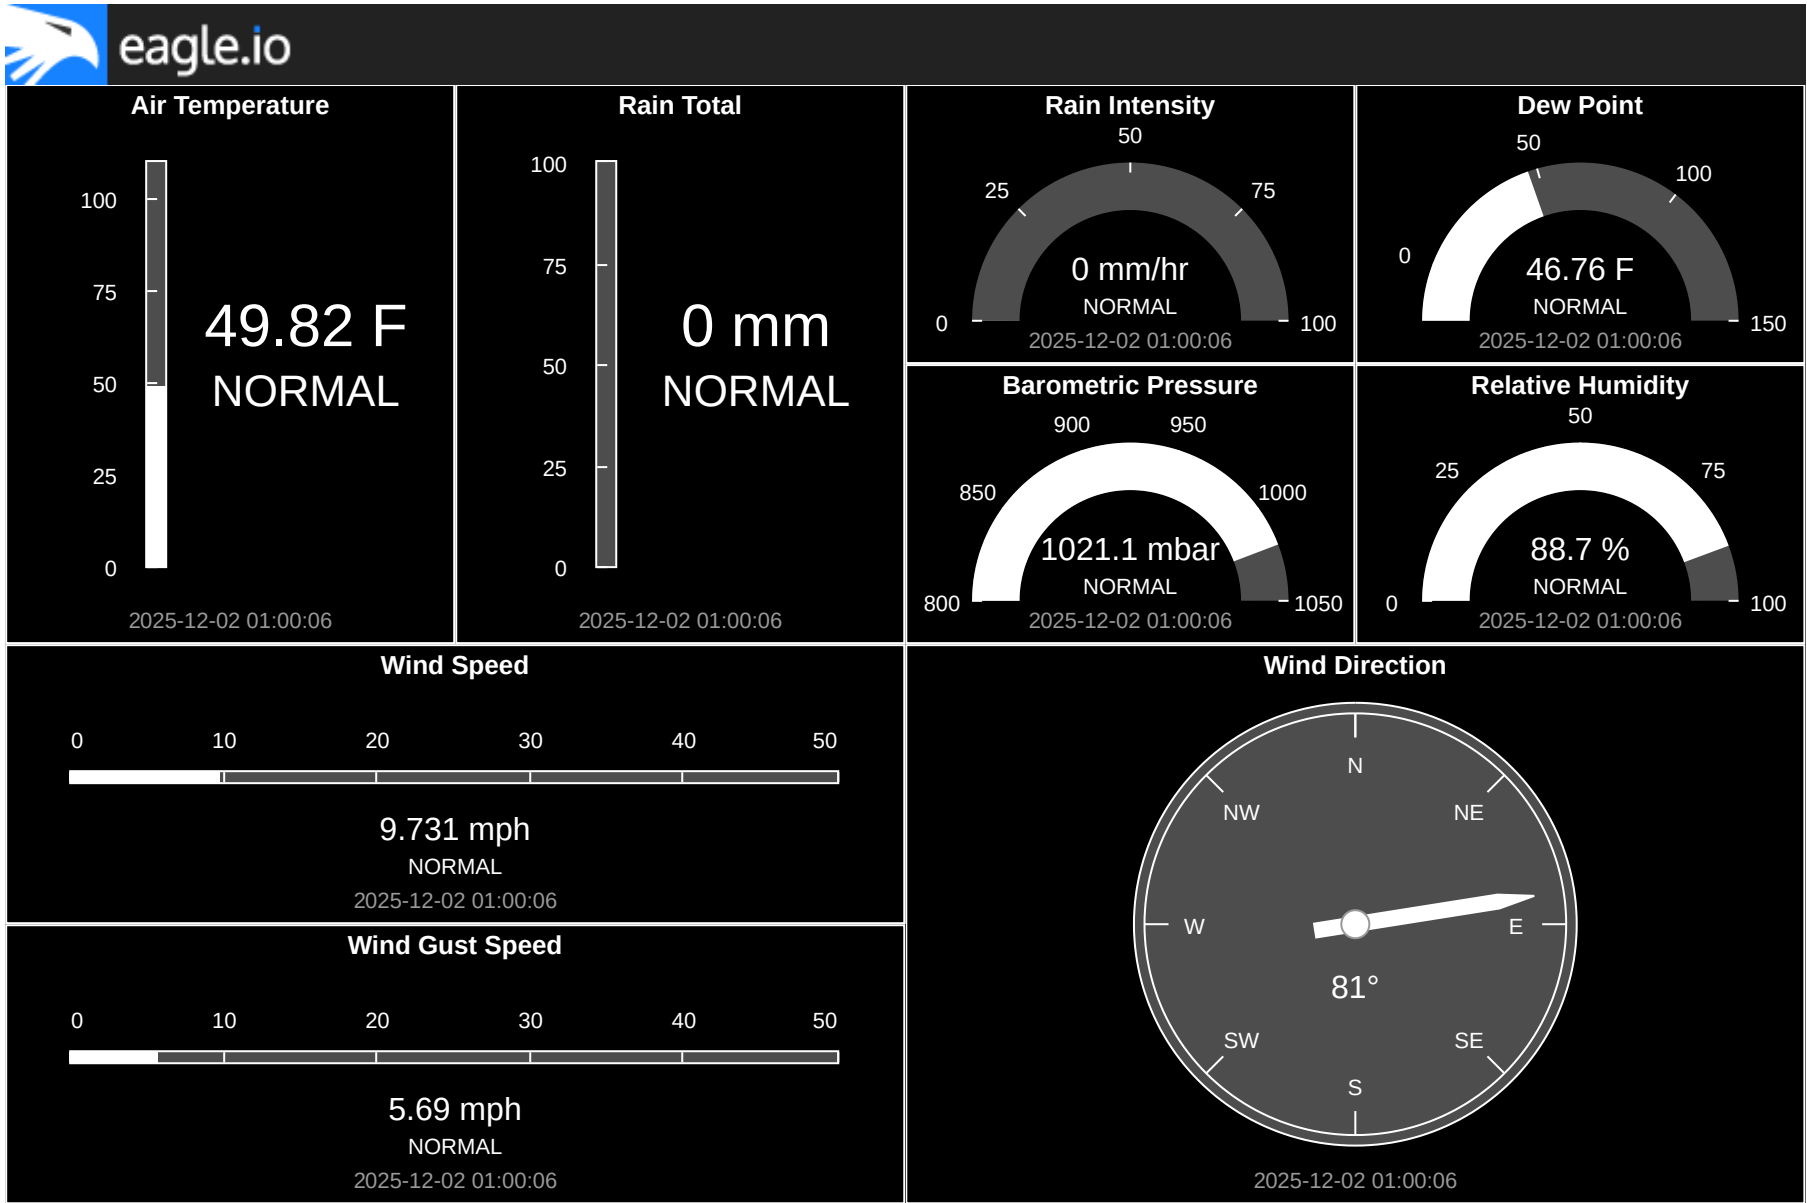 eagle.io
Air Temperature
100
75
50
25
0
49.82 F
NORMAL
2025-12-02 01:00:06
Rain Total
100
75
50
25
0
0 mm
NORMAL
2025-12-02 01:00:06
Rain Intensity
50
25
75
0
100
0 mm/hr
NORMAL
2025-12-02 01:00:06
Dew Point
50
100
0
150
46.76 F
NORMAL
2025-12-02 01:00:06
Barometric Pressure
900
950
850
1000
800
1050
1021.1 mbar
NORMAL
2025-12-02 01:00:06
Relative Humidity
50
25
75
0
100
88.7 %
NORMAL
2025-12-02 01:00:06
Wind Speed
0 10 20 30 40 50
9.731 mph
NORMAL
2025-12-02 01:00:06
Wind Gust Speed
0 10 20 30 40 50
5.69 mph
NORMAL
2025-12-02 01:00:06
Wind Direction
N
NW NE
W E
81°
SW SE
S
2025-12-02 01:00:06